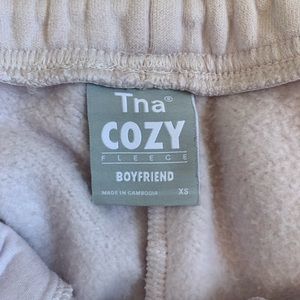 Tna®
COZY
FLEECE
BOYFRIEND
MADE IN CAMBODIA XS